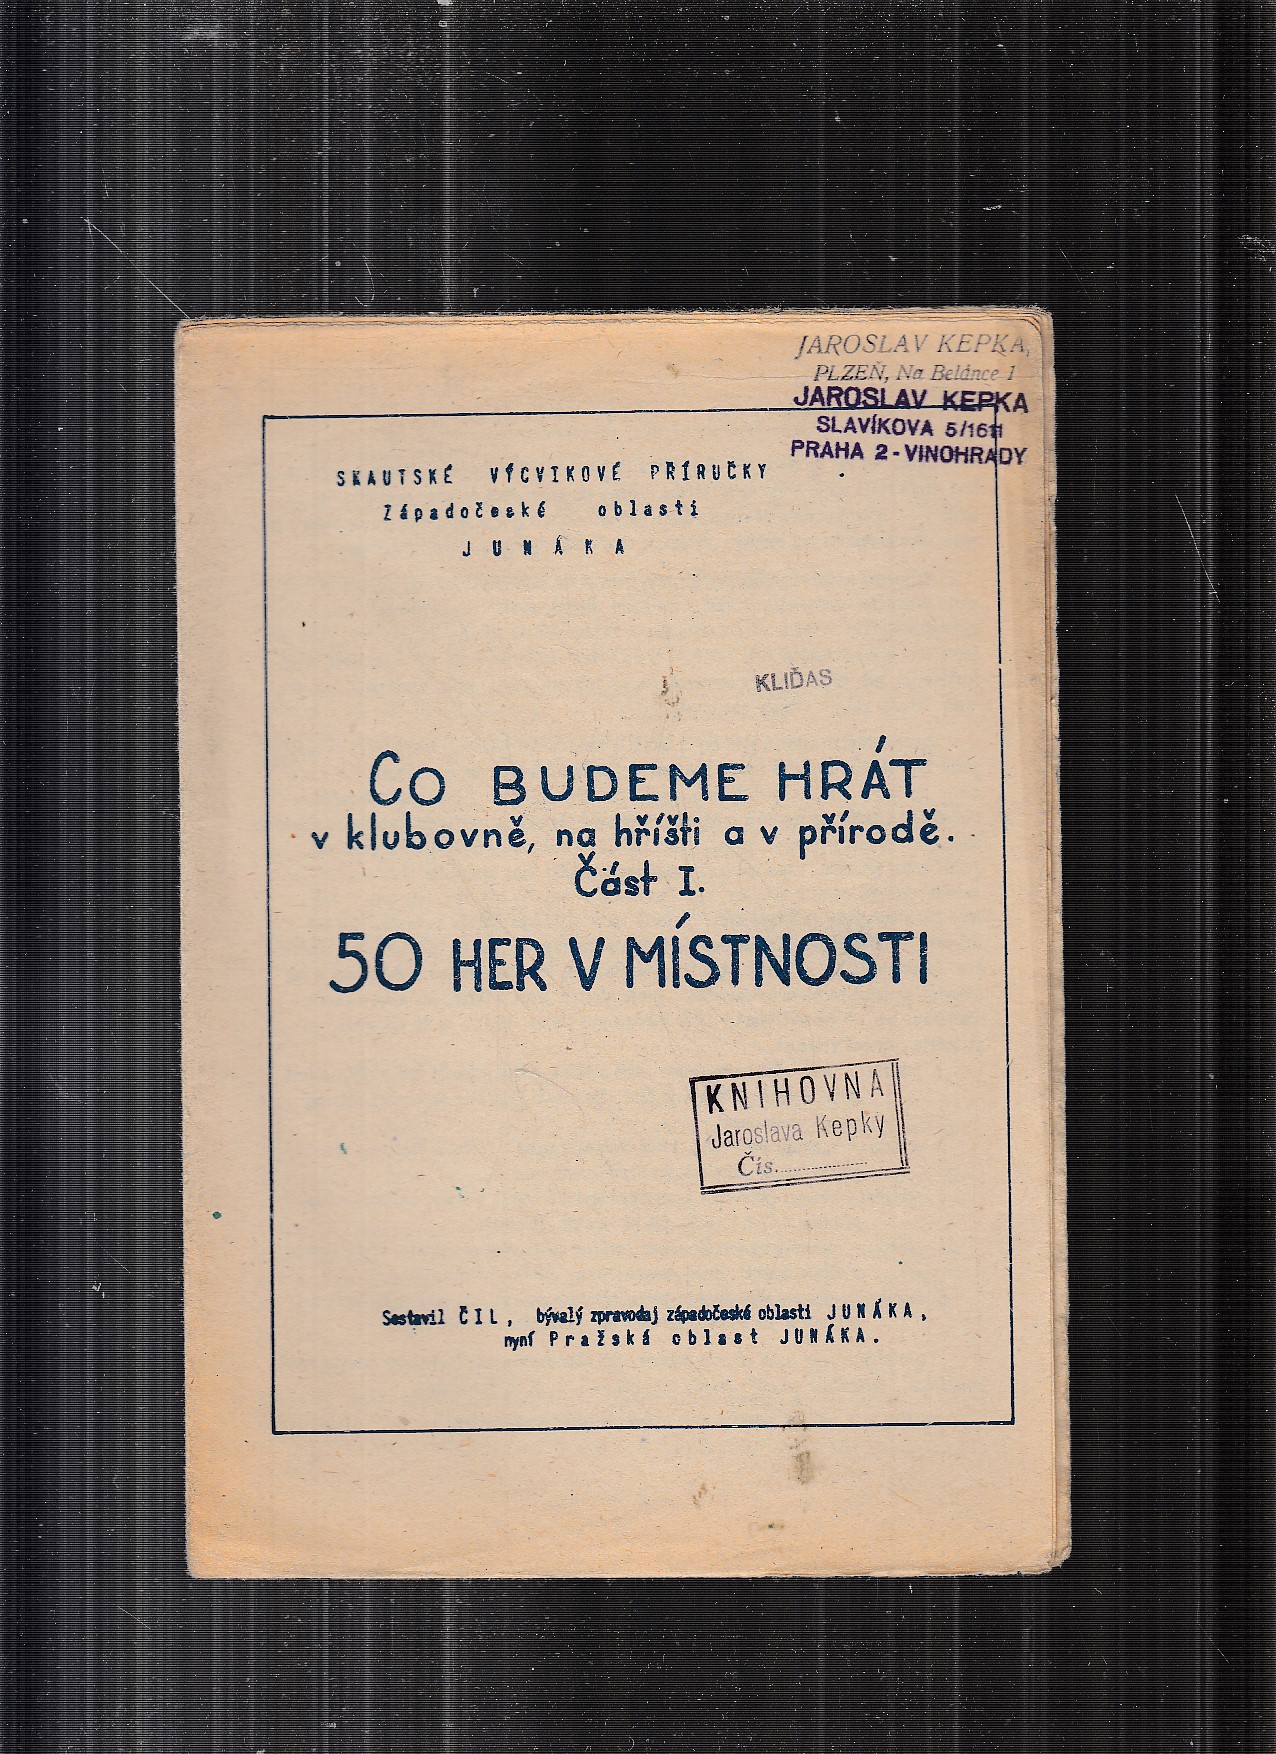 JAROSLAV KEPKA,
PLZEŇ, Na Belánce 1
JAROSLAV KEPKA
SLAVÍKOVA 5/1611
PRAHA 2 - VINOHRADY
SKAUTSKÉ VÝCVIKOVÉ PŘÍRUČKY
Západočeské oblasti
JUNÁKA
KLIĎAS
CO BUDEME HRÁT
v klubovně, na hřišti a v přírodě.
Část I.
50 HER V MÍSTNOSTI
KNIHOVNA
Jaroslava Kepky
Čís..................
Sestavil ČIL, bývalý zpravodaj západočeské oblasti JUNÁKA,
nyní Pražská oblast JUNÁKA.